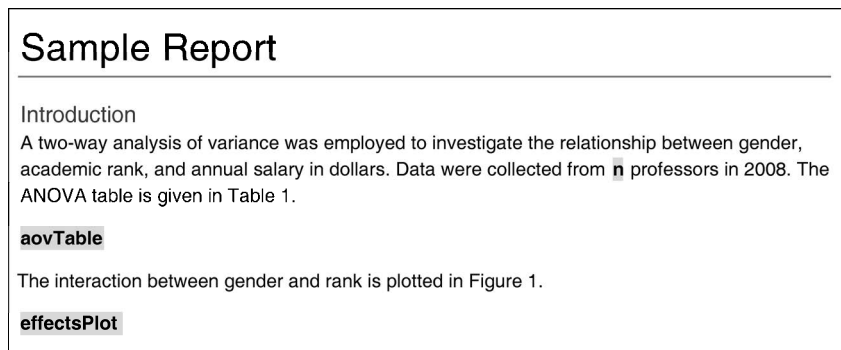 Sample Report
Introduction
A two-way analysis of variance was employed to investigate the relationship between gender,
academic rank, and annual salary in dollars. Data were collected from n professors in 2008. The
ANOVA table is given in Table 1.
aovTable
The interaction between gender and rank is plotted in Figure 1.
effectsPlot